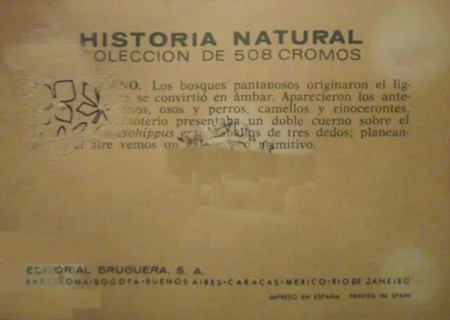 HISTORIA NATURAL
COLECCION DE 508 CROMOS
NO. Los bosques pantanosos originaron el lig-
se convirtió en ámbar. Aparecieron los ante-
osos y perros, camellos y rinocerontes.
presentaba un doble cuerno sobre el
de tres dedos; planean-
aire vemos un
EDITORIAL BRUGUERA, S. A.
BARCELONA·BOGOTA·BUENOS AIRES·CARACAS·MEXICO·RIO DE JANEIRO
IMPRESO EN ESPAÑA - PRINTED IN SPAIN